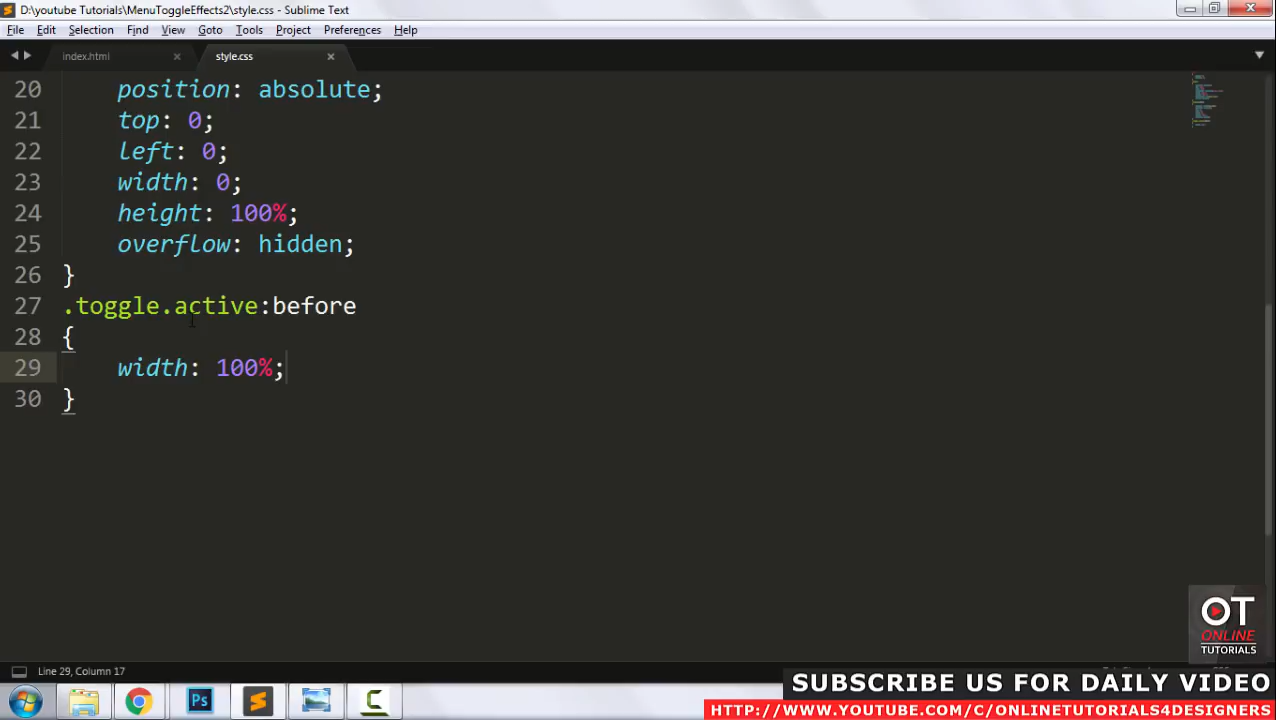 D:\youtube Tutorials\MenuToggleEffects2\style.css - Sublime Text
File Edit Selection Find View Goto Tools Project Preferences Help
index.html × style.css ×
20 position: absolute;
21 top: 0;
22 left: 0;
23 width: 0;
24 height: 100%;
25 overflow: hidden;
26 }
27 .toggle.active:before
28 {
29 width: 100%;
30 }
OT
ONLINE
TUTORIALS
Line 29, Column 17
SUBSCRIBE US FOR DAILY VIDEO
Ps
HTTP://WWW.YOUTUBE.COM/C/ONLINETUTORIALS4DESIGNERS